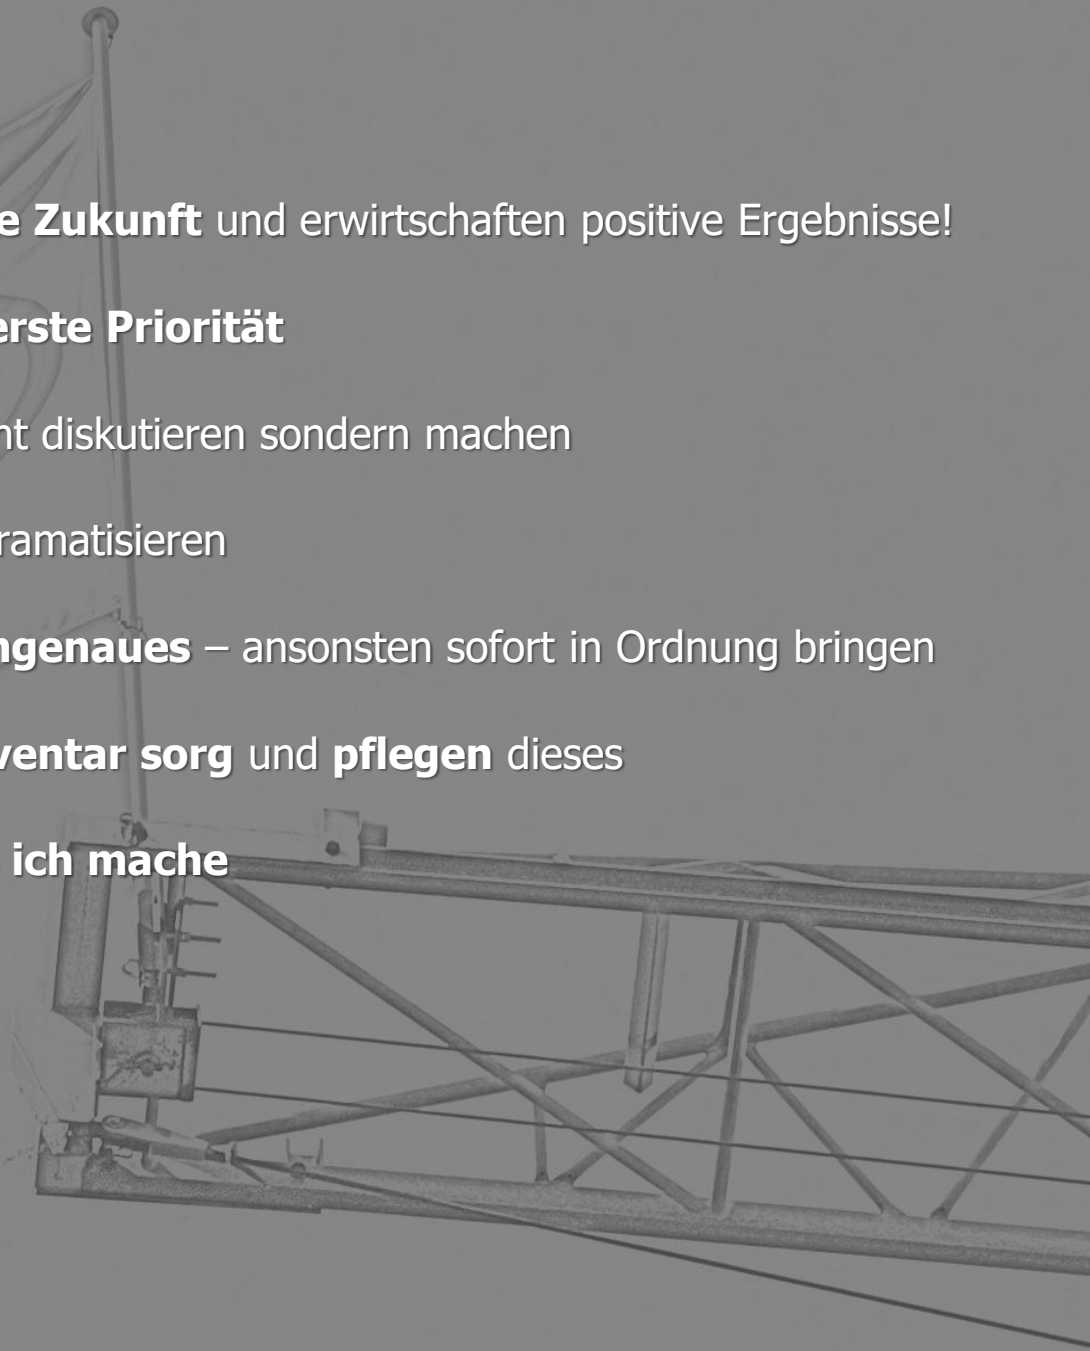 e Zukunft und erwirtschaften positive Ergebnisse!
erste Priorität
nt diskutieren sondern machen
ramatisieren
ngenaues – ansonsten sofort in Ordnung bringen
ventar sorg und pflegen dieses
ich mache